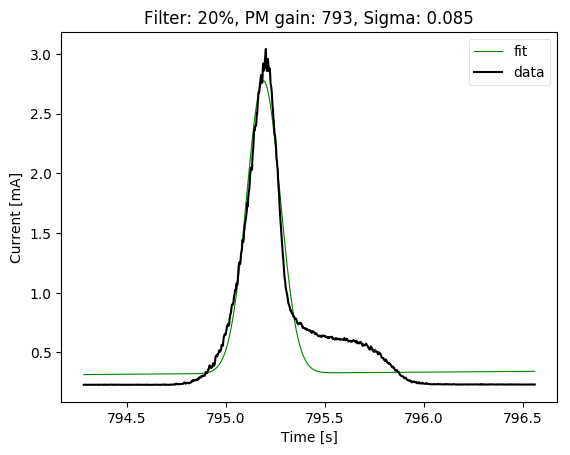 Filter: 20%, PM gain: 793, Sigma: 0.085
fit
data
3.0
2.5
2.0
1.5
1.0
0.5
Current [mA]
794.5
795.0
795.5
796.0
796.5
Time [s]